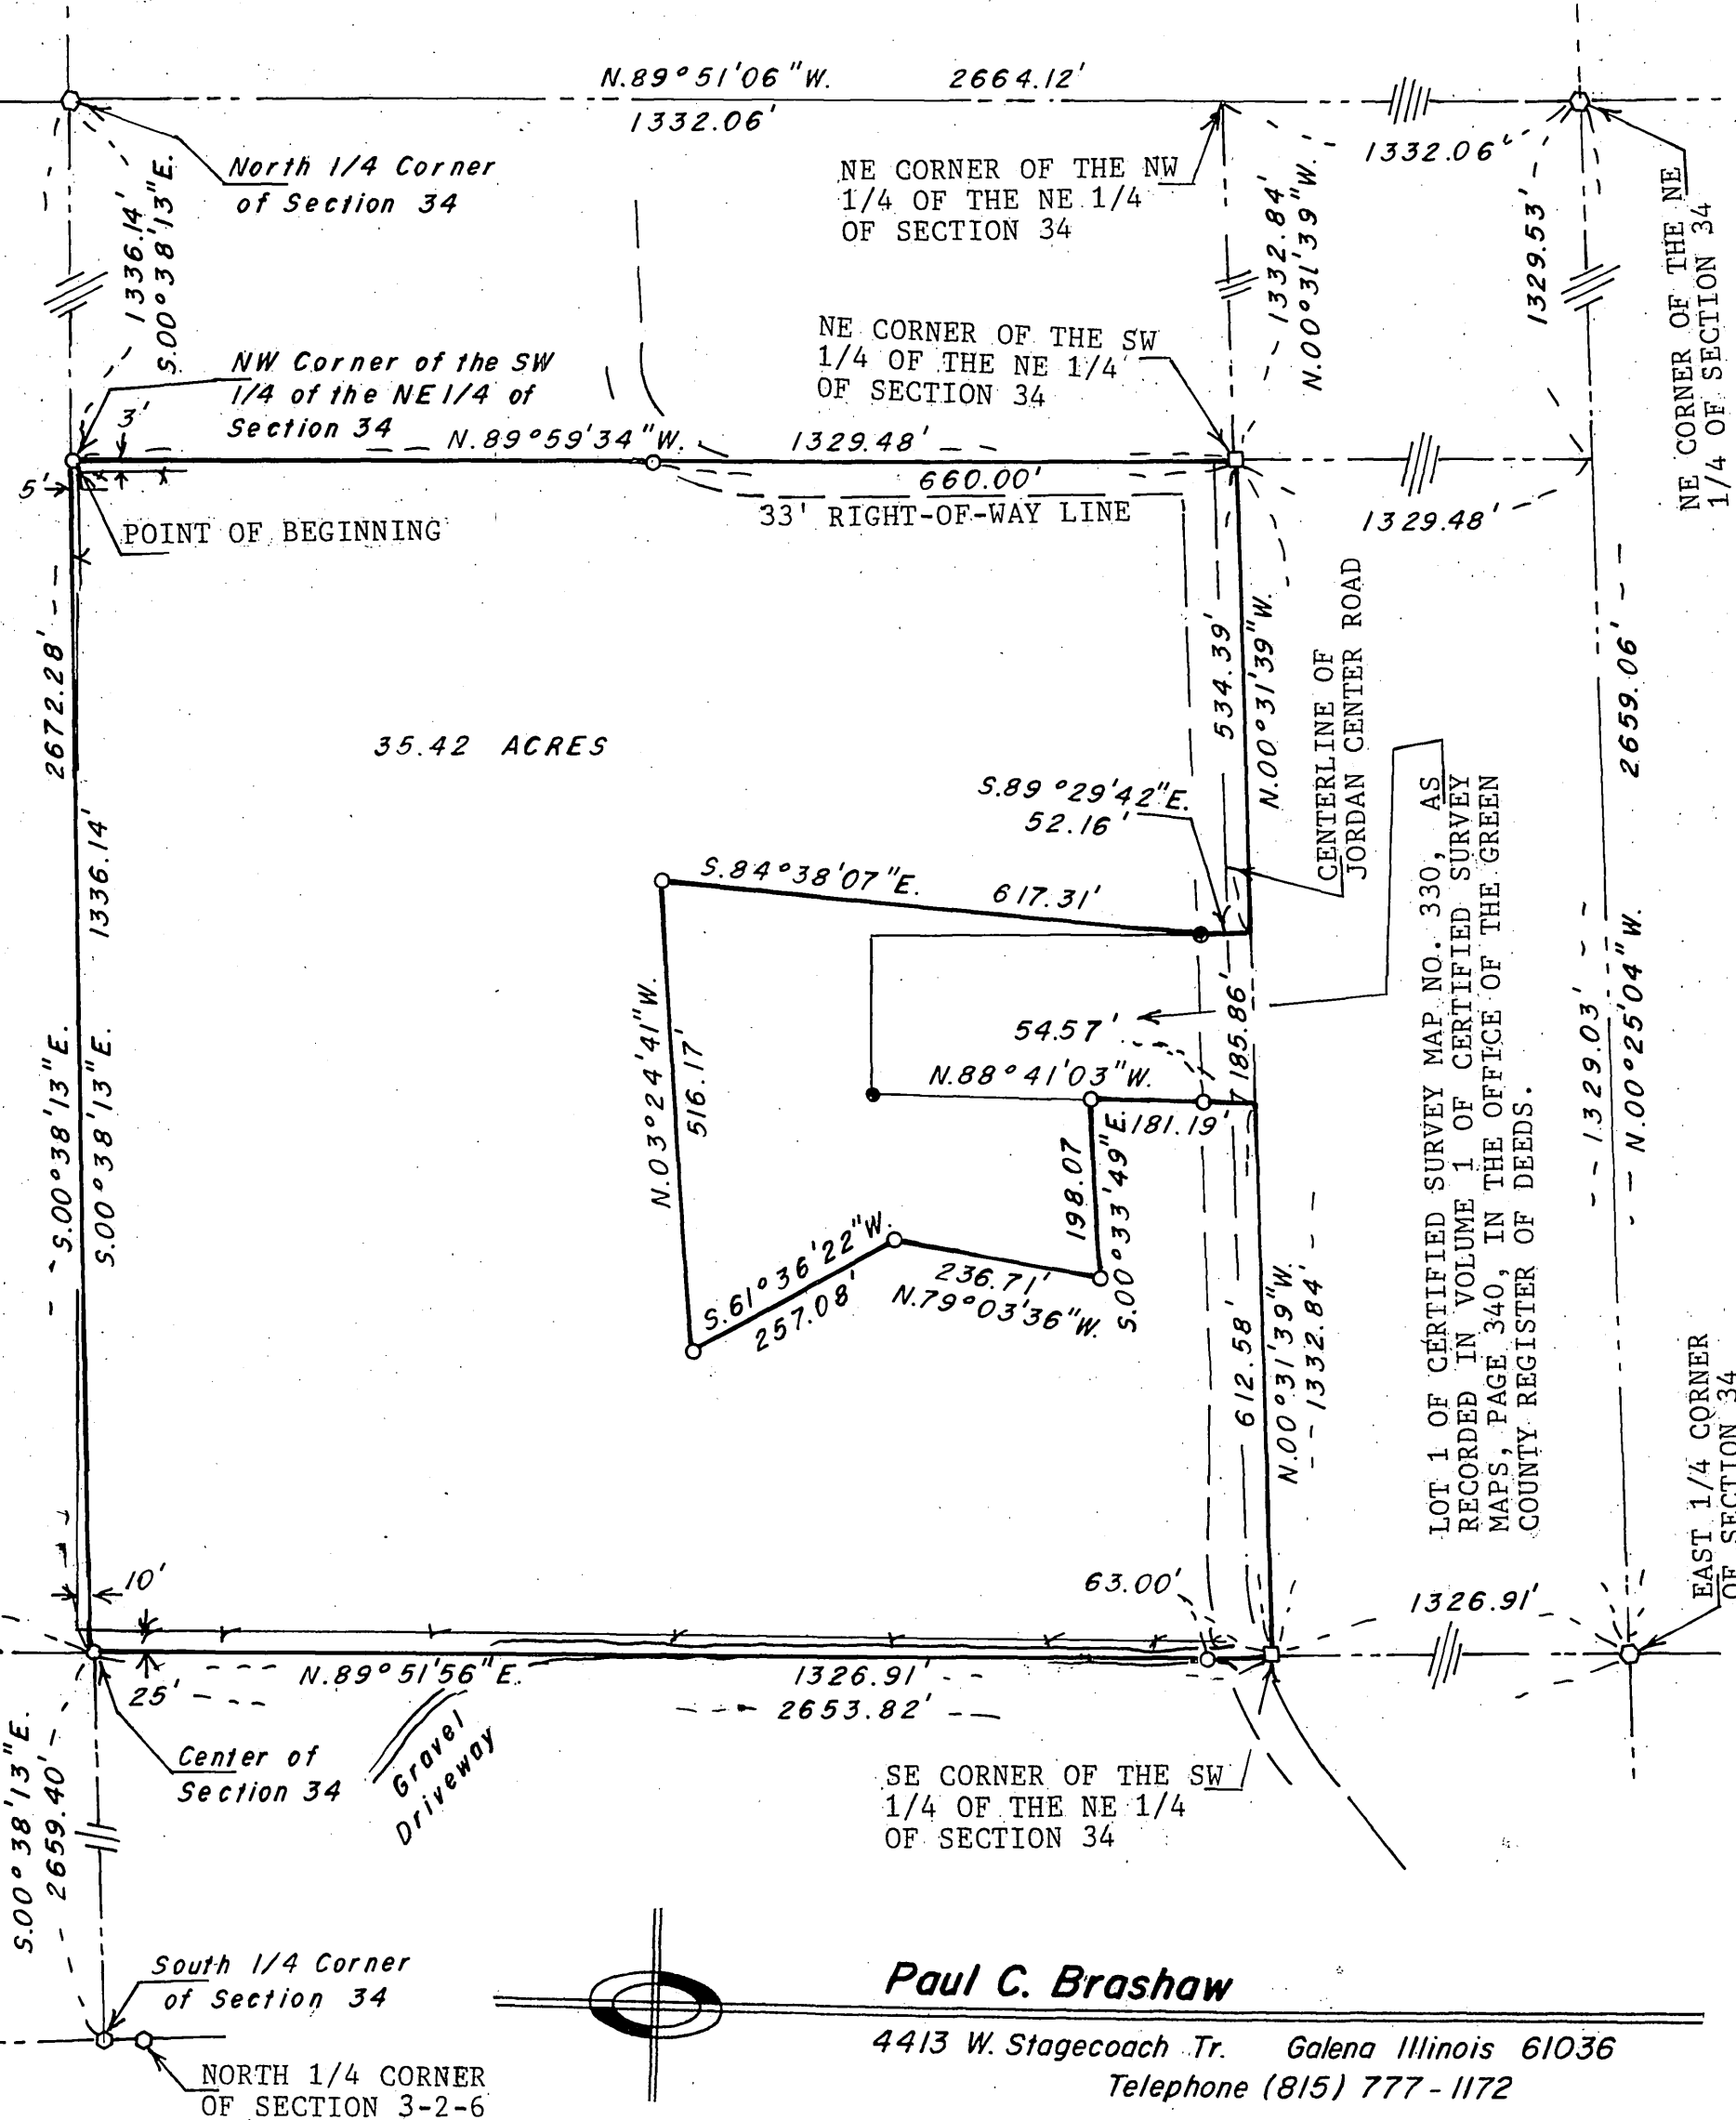 N.89°51'06"W. 2664.12'
1332.06'
1332.06'
North 1/4 Corner
of Section 34
NE CORNER OF THE NW
1/4 OF THE NE 1/4
OF SECTION 34
1336.14'
S.00°38'13"E.
1332.84'
N.00°31'39"W.
1329.53'
NE CORNER OF THE NE
1/4 OF SECTION 34
NE CORNER OF THE SW
1/4 OF THE NE 1/4
OF SECTION 34
NW Corner of the SW
1/4 of the NE 1/4 of
Section 34
3'
N.89°59'34"W. 1329.48'
660.00'
5'
33' RIGHT-OF-WAY LINE
1329.48'
POINT OF BEGINNING
2672.28'
534.39'
N.00°31'39"W.
CENTERLINE OF
JORDAN CENTER ROAD
2659.06'
35.42 ACRES
S.89°29'42"E.
52.16'
1336.14'
S.84°38'07"E. 617.31'
LOT 1 OF CERTIFIED SURVEY MAP NO. 330, AS
RECORDED IN VOLUME 1 OF CERTIFIED SURVEY
MAPS, PAGE 340, IN THE OFFICE OF THE GREEN
COUNTY REGISTER OF DEEDS.
N.03°24'41"W.
516.17'
185.86'
54.57'
N.88°41'03"W.
181.19'
S.00°38'13"E.
S.00°38'13"E.
1329.03'
N.00°25'04"W.
198.07
S.00°33'49"E.
S.61°36'22"W.
257.08'
236.71'
N.79°03'36"W.
612.58'
N.00°31'39"W.
1332.84'
EAST 1/4 CORNER
OF SECTION 34
10'
63.00'
1326.91'
N.89°51'56"E. 1326.91'
25'
2653.82'
Center of
Section 34
Gravel
Driveway
S.00°38'13"E.
2659.40'
SE CORNER OF THE SW
1/4 OF THE NE 1/4
OF SECTION 34
South 1/4 Corner
of Section 34
NORTH 1/4 CORNER
OF SECTION 3-2-6
Paul C. Brashaw
4413 W. Stagecoach Tr. Galena Illinois 61036
Telephone (815) 777-1172